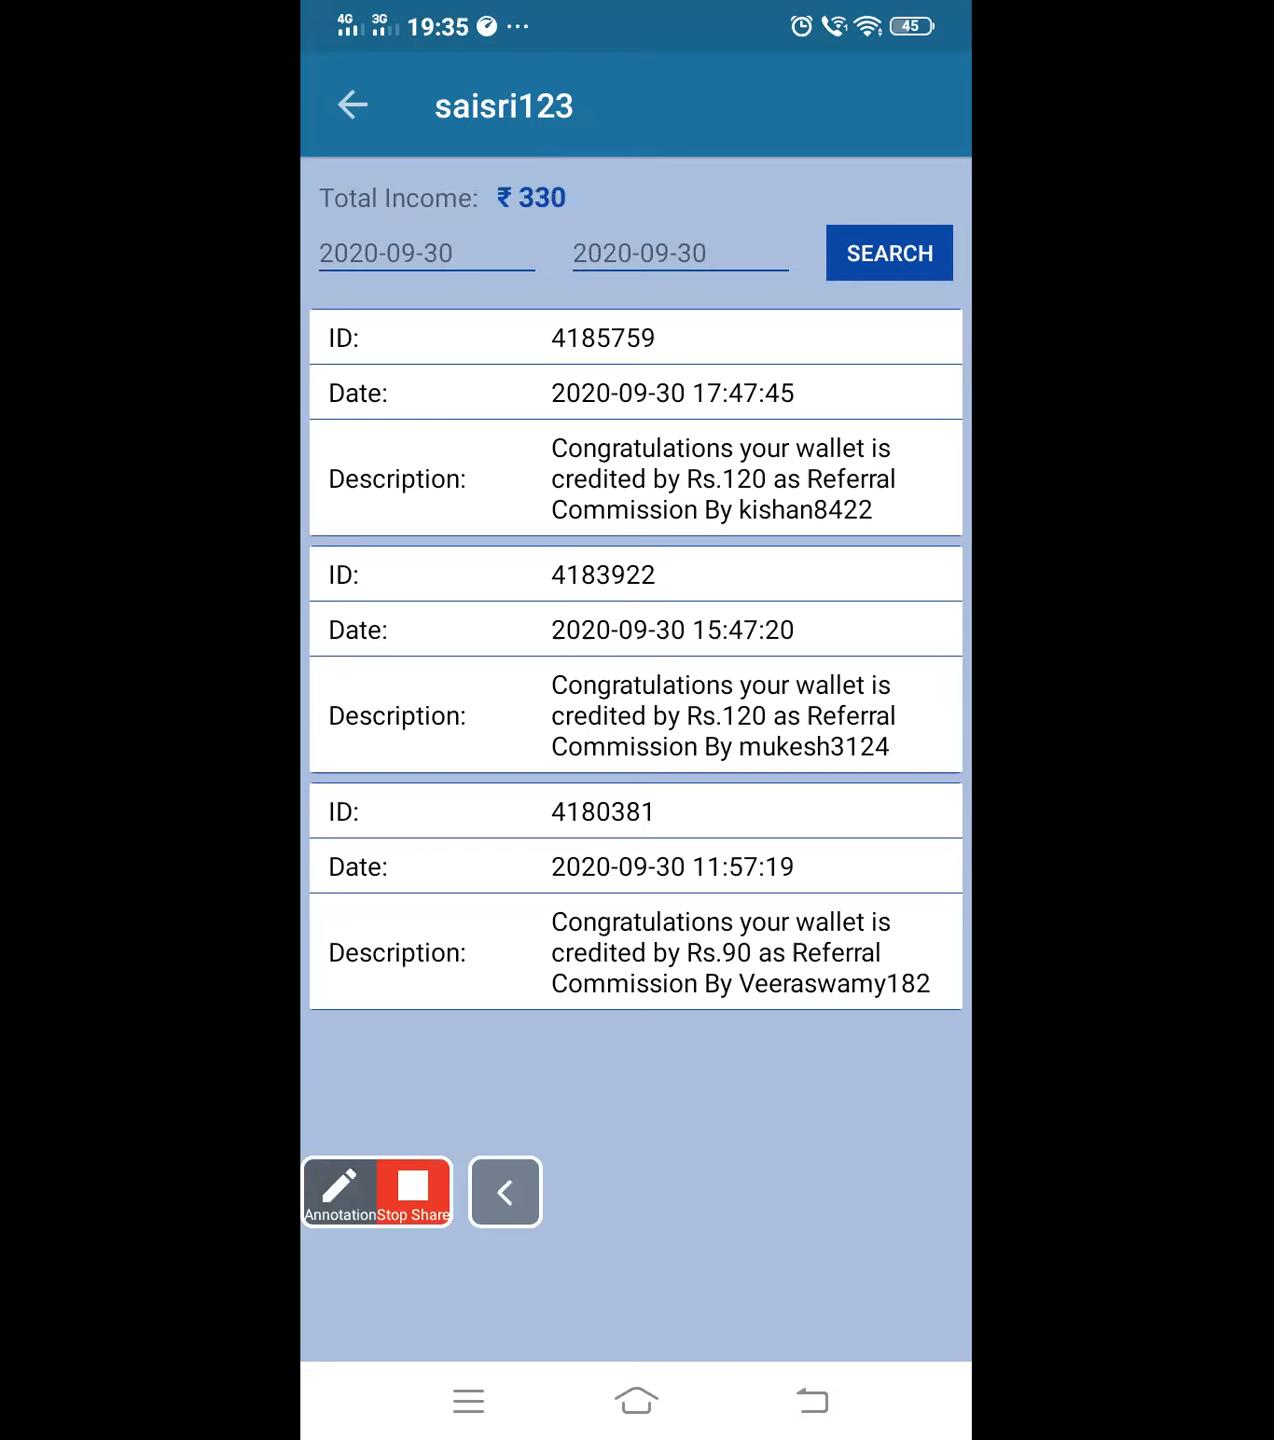 4G 3G 19:35 45
saisri123
Total Income: ₹ 330
2020-09-30 2020-09-30 SEARCH
ID: 4185759
Date: 2020-09-30 17:47:45
Description: Congratulations your wallet is
credited by Rs.120 as Referral
Commission By kishan8422
ID: 4183922
Date: 2020-09-30 15:47:20
Description: Congratulations your wallet is
credited by Rs.120 as Referral
Commission By mukesh3124
ID: 4180381
Date: 2020-09-30 11:57:19
Description: Congratulations your wallet is
credited by Rs.90 as Referral
Commission By Veeraswamy182
Annotation Stop Share